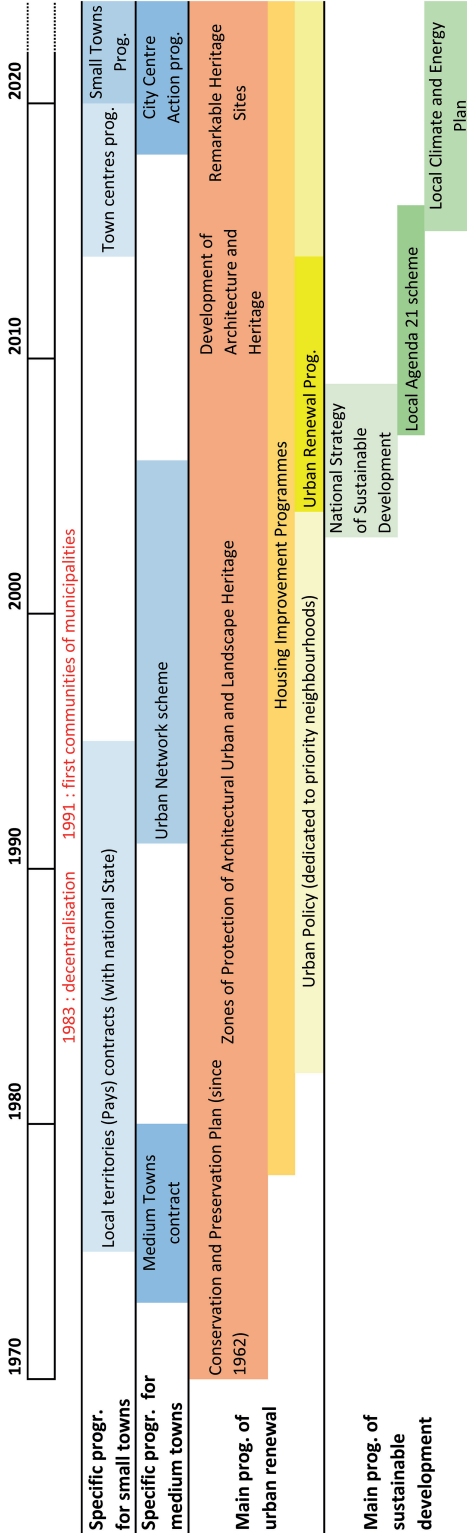 1970 1980 1990 2000 2010 2020
1983 : decentralisation 1991 : first communities of municipalities
Specific progr.
for small towns
Local territories (Pays) contracts (with national State)
Town centres prog.
Small Towns
Prog.
Specific progr. for
medium towns
Medium Towns
contract
Urban Network scheme
City Centre
Action prog.
Main prog. of
urban renewal
Conservation and Preservation Plan (since
1962)
Zones of Protection of Architectural Urban and Landscape Heritage
Development of
Architecture and
Heritage
Remarkable Heritage
Sites
Housing Improvement Programmes
Urban Policy (dedicated to priority neighbourhoods)
Urban Renewal Prog.
Main prog. of
sustainable
development
National Strategy
of Sustainable
Development
Local Agenda 21 scheme
Local Climate and Energy
Plan